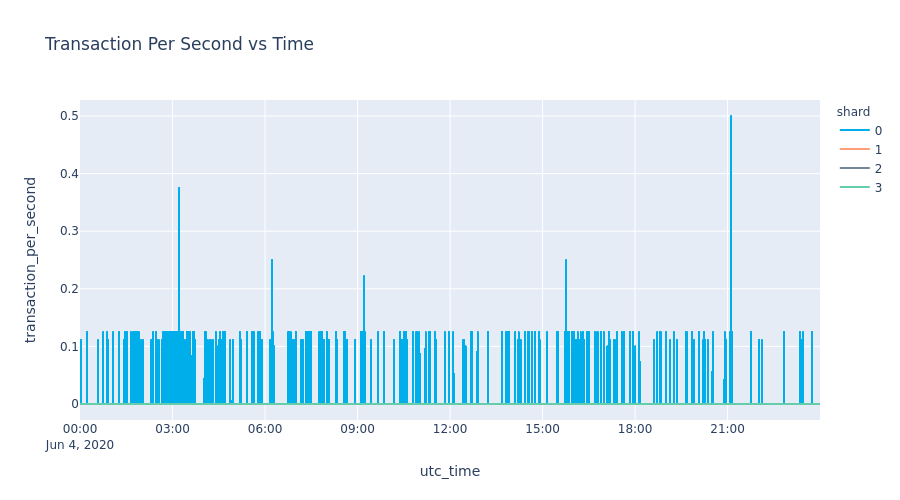 Transaction Per Second vs Time
shard
0
1
2
3
transaction_per_second
0.5
0.4
0.3
0.2
0.1
0
00:00 03:00 06:00 09:00 12:00 15:00 18:00 21:00
Jun 4, 2020
utc_time